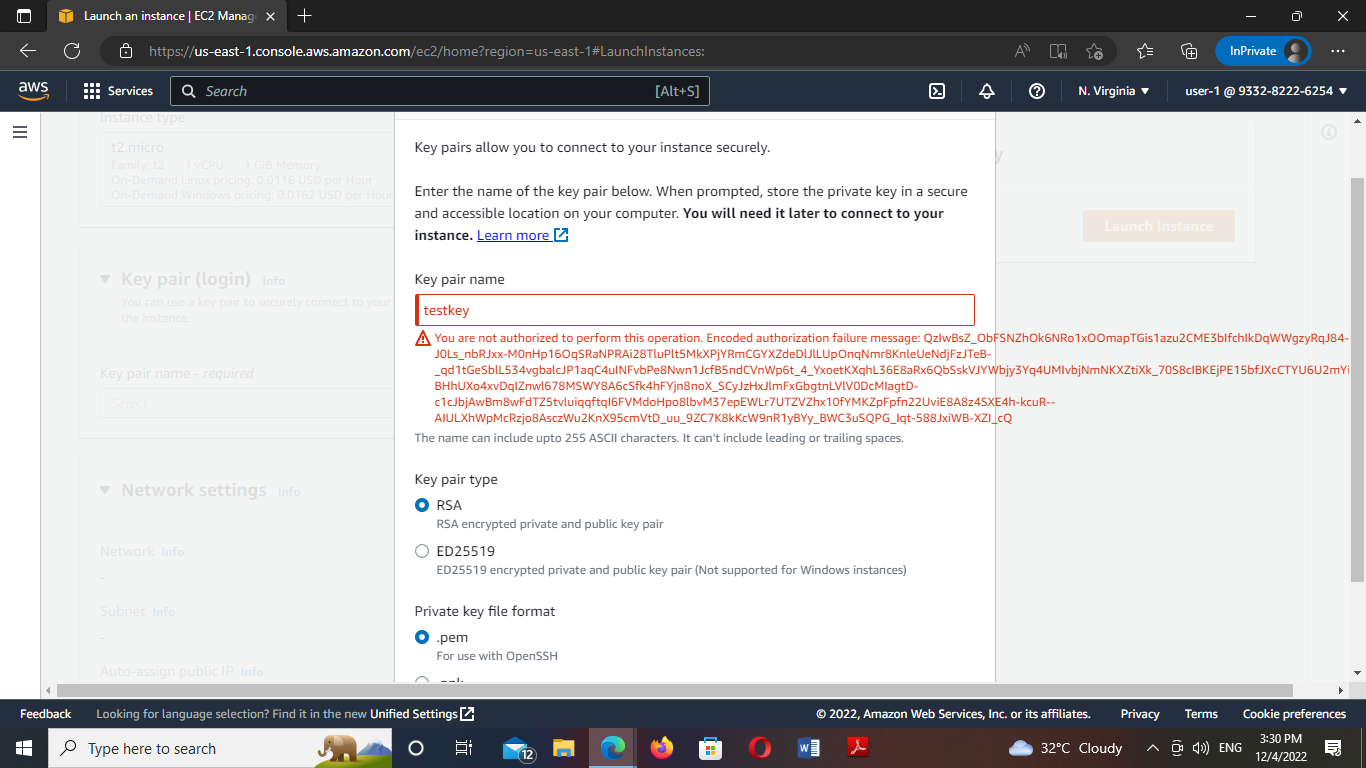 Launch an instance | EC2 Manag
https://us-east-1.console.aws.amazon.com/ec2/home?region=us-east-1#LaunchInstances:
InPrivate
aws
Services
Search
[Alt+S]
N. Virginia
user-1 @ 9332-8222-6254
Instance type
t2.micro
Family: t2 1 vCPU 1 GiB Memory
On-Demand Linux pricing: 0.0116 USD per Hour
On-Demand Windows pricing: 0.0162 USD per Hour
Key pair (login) Info
You can use a key pair to securely connect to your
the instance.
Key pair name - required
Select
Network settings Info
Network Info
-
Subnet Info
-
Auto-assign public IP Info
Key pairs allow you to connect to your instance securely.
Enter the name of the key pair below. When prompted, store the private key in a secure
and accessible location on your computer. You will need it later to connect to your
instance. Learn more
Key pair name
testkey
You are not authorized to perform this operation. Encoded authorization failure message: QzIwBsZ_ObFSNZhOk6NRo1xOOmapTGis1azu2CME3bIfchIkDqWWgzyRqJ84-
J0Ls_nbRJxx-M0nHp16OqSRaNPRAi28TluPlt5MkXPjYRmCGYXZdeDlJlLUpOnqNmr8KnleUeNdjFzJTeB-
_qd1tGeSblL534vgbalcJP1aqC4uINFvbPe8Nwn1JcfB5ndCVnWp6t_4_YxoetKXqhL36E8aRx6QbSskVJYWbjy3Yq4UMIvbjNmNKXZtiXk_70S8cIBKEjPE15bfJXcCTYU6U2mYi
BHhUXo4xvDqIZnwl678MSWY8A6cSfk4hFYjn8noX_SCyJzHxJlmFxGbgtnLVlV0DcMIagtD-
c1cJbjAwBm8wFdTZ5tvluiqqftqI6FVMdoHpo8lbvM37epEWLr7UTZVZhx10fYMKZpFpfn22UviE8A8z4SXE4h-kcuR--
AIULXhWpMcRzjo8AsczWu2KnX95cmVtD_uu_9ZC7K8kKcW9nR1yBYy_BWC3uSQPG_Iqt-588JxiWB-XZI_cQ
The name can include upto 255 ASCII characters. It can't include leading or trailing spaces.
Key pair type
RSA
RSA encrypted private and public key pair
ED25519
ED25519 encrypted private and public key pair (Not supported for Windows instances)
Private key file format
.pem
For use with OpenSSH
Launch instance
Feedback
Looking for language selection? Find it in the new Unified Settings
© 2022, Amazon Web Services, Inc. or its affiliates.
Privacy
Terms
Cookie preferences
Type here to search
12
32°C Cloudy
ENG
3:30 PM
12/4/2022